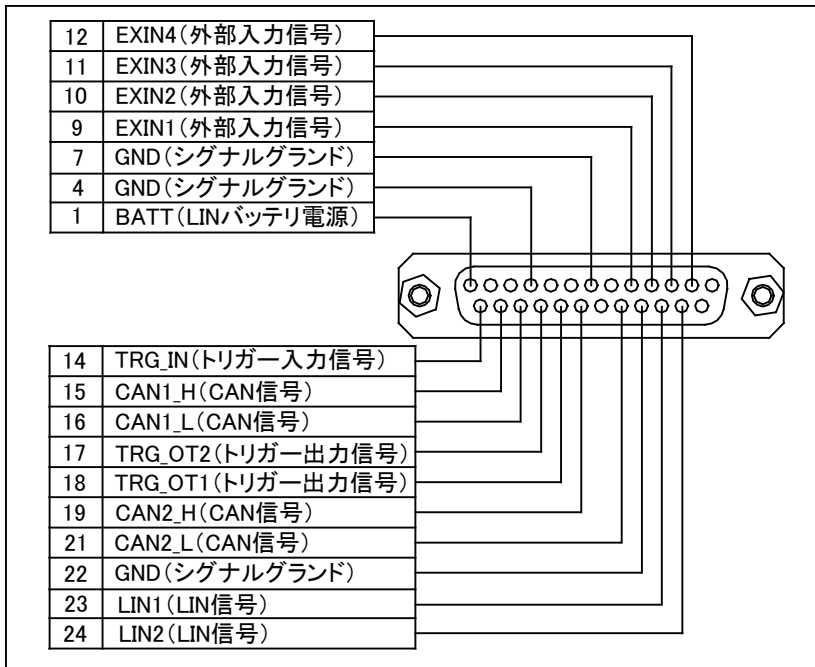 12 EXIN4(外部入力信号)
11 EXIN3(外部入力信号)
10 EXIN2(外部入力信号)
9 EXIN1(外部入力信号)
7 GND(シグナルグランド)
4 GND(シグナルグランド)
1 BATT(LINバッテリ電源)
14 TRG_IN(トリガー入力信号)
15 CAN1_H(CAN信号)
16 CAN1_L(CAN信号)
17 TRG_OT2(トリガー出力信号)
18 TRG_OT1(トリガー出力信号)
19 CAN2_H(CAN信号)
21 CAN2_L(CAN信号)
22 GND(シグナルグランド)
23 LIN1(LIN信号)
24 LIN2(LIN信号)